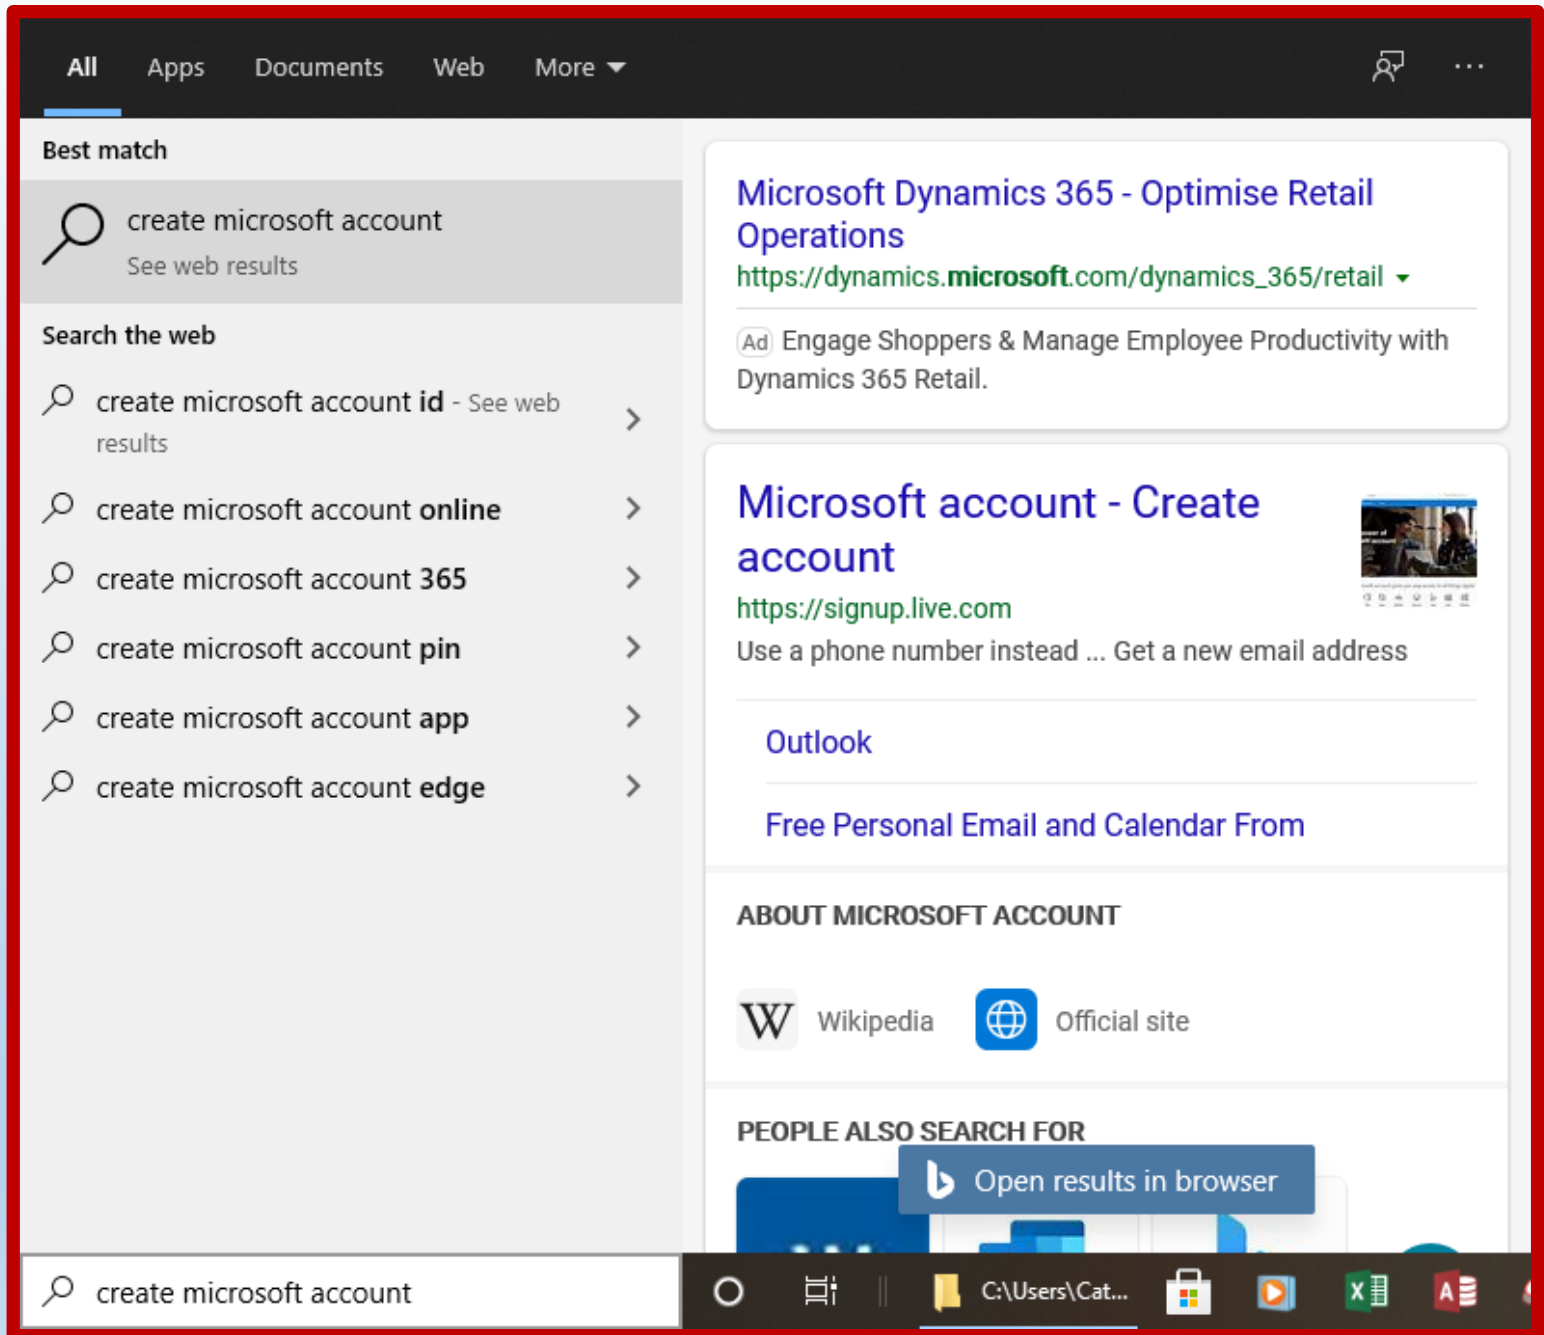 All Apps Documents Web More
Best match
create microsoft account
See web results
Search the web
create microsoft account id - See web
results
create microsoft account online
create microsoft account 365
create microsoft account pin
create microsoft account app
create microsoft account edge
Microsoft Dynamics 365 - Optimise Retail
Operations
https://dynamics.microsoft.com/dynamics_365/retail
Ad Engage Shoppers & Manage Employee Productivity with
Dynamics 365 Retail.
Microsoft account - Create
account
https://signup.live.com
Use a phone number instead ... Get a new email address
Outlook
Free Personal Email and Calendar From
ABOUT MICROSOFT ACCOUNT
W Wikipedia Official site
PEOPLE ALSO SEARCH FOR
Open results in browser
create microsoft account
C:\Users\Cat...